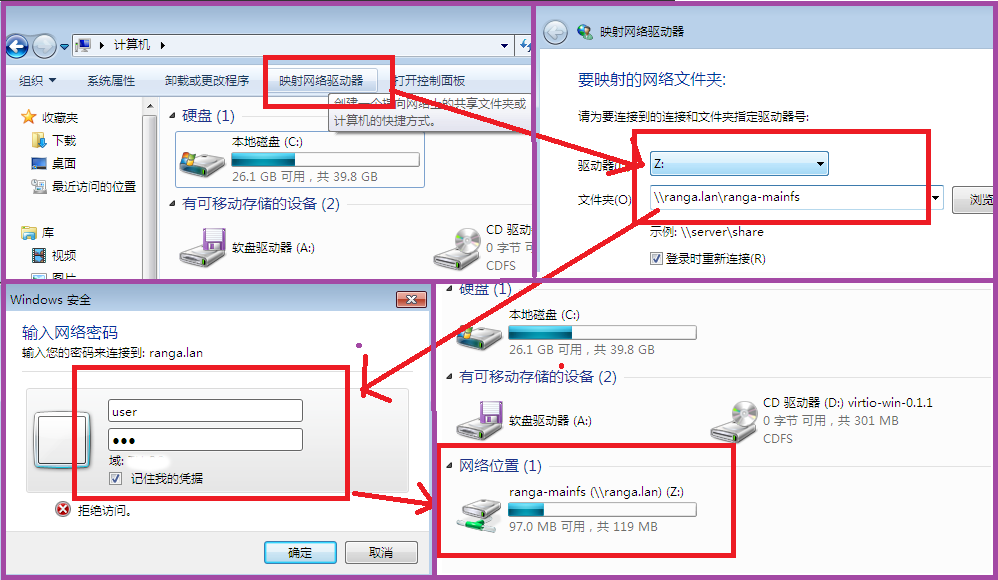 计算机
组织
系统属性
卸载或更改程序
映射网络驱动器
打开控制面板
创建一个指向网络上的共享文件夹或
计算机的快捷方式。
收藏夹
下载
桌面
最近访问的位置
库
视频
图片
硬盘 (1)
本地磁盘 (C:)
26.1 GB 可用，共 39.8 GB
有可移动存储的设备 (2)
软盘驱动器 (A:)
CD 驱动
0 字节 可
CDFS
映射网络驱动器
要映射的网络文件夹:
请为要连接到的连接和文件夹指定驱动器号:
驱动器(
Z:
文件夹(O)
\\ranga.lan\ranga-mainfs
浏览
示例: \\server\share
登录时重新连接(R)
Windows 安全
输入网络密码
输入您的密码来连接到: ranga.lan
user
●●●
域:
记住我的凭据
拒绝访问。
确定
取消
硬盘 (1)
本地磁盘 (C:)
26.1 GB 可用，共 39.8 GB
有可移动存储的设备 (2)
软盘驱动器 (A:)
CD 驱动器 (D:) virtio-win-0.1.1
0 字节 可用，共 301 MB
CDFS
网络位置 (1)
ranga-mainfs (\\ranga.lan) (Z:)
97.0 MB 可用，共 119 MB